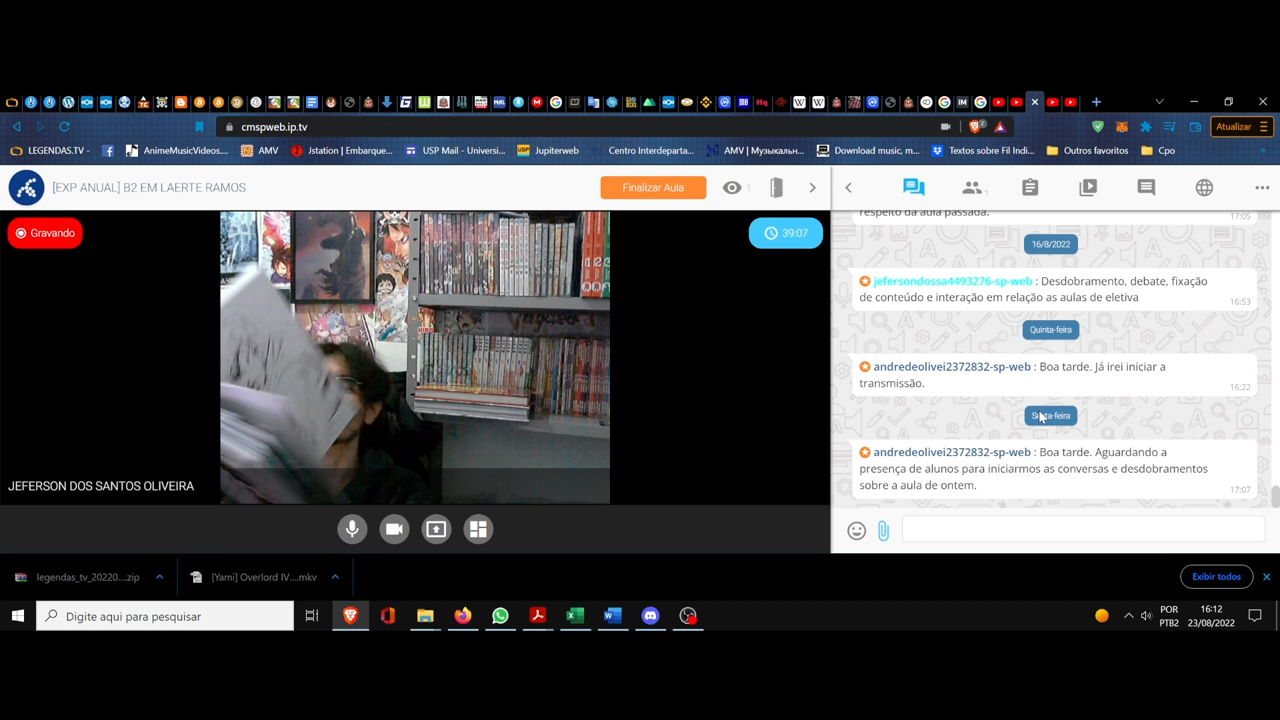 cmspweb.ip.tv
Atualizar
LEGENDAS.TV
AnimeMusicVideos...
AMV
Jstation | Embarque...
USP Mail - Universi...
Jupiterweb
Centro Interdeparta...
AMV | Музыкальн...
Download music, m...
Textos sobre Fil Indi...
Outros favoritos
Cpo
[EXP ANUAL] B2 EM LAERTE RAMOS
Finalizar Aula
1
1
Gravando
39:07
respeito da aula passada.
17:05
16/8/2022
jefersondossa4493276-sp-web : Desdobramento, debate, fixação
de conteúdo e interação em relação as aulas de eletiva
16:53
Quinta-feira
andredeolivei2372832-sp-web : Boa tarde. Já irei iniciar a
transmissão.
16:22
Sexta-feira
andredeolivei2372832-sp-web : Boa tarde. Aguardando a
presença de alunos para iniciarmos as conversas e desdobramentos
sobre a aula de ontem.
17:07
JEFERSON DOS SANTOS OLIVEIRA
legendas_tv_20220....zip
[Yami] Overlord IV....mkv
Exibir todos
Digite aqui para pesquisar
POR
PTB2
16:12
23/08/2022